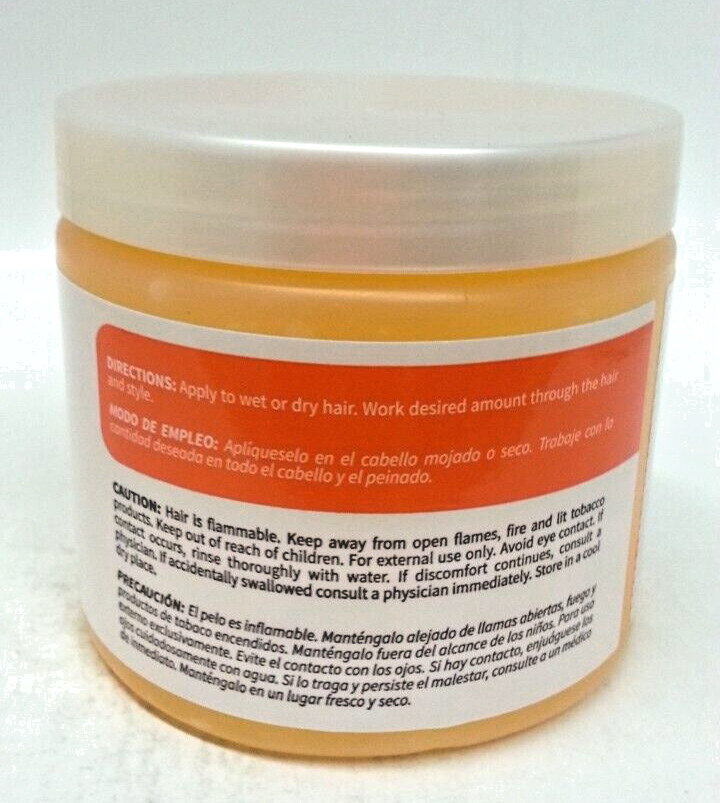 DIRECTIONS: Apply to wet or dry hair. Work desired amount through the hair
and style.
MODO DE EMPLEO: Aplíqueselo en el cabello mojado o seco. Trabaje con la
cantidad deseada en todo el cabello y el peinado.
CAUTION: Hair is flammable. Keep away from open flames, fire and lit tobacco
products. Keep out of reach of children. For external use only. Avoid eye contact. If
contact occurs, rinse thoroughly with water. If discomfort continues, consult a
physician. If accidentally swallowed consult a physician immediately. Store in a cool
dry place.
PRECAUCIÓN: El pelo es inflamable. Manténgalo alejado de llamas abiertas, fuego y
productos de tabaco encendidos. Manténgalo fuera del alcance de los niños. Para uso
externo exclusivamente. Evite el contacto con los ojos. Si hay contacto, enjuóguese los
ojos cuidadosamente con agua. Si lo traga y persiste el malestar, consulte a un médico
de inmediato. Manténgalo en un lugar fresco y seco.